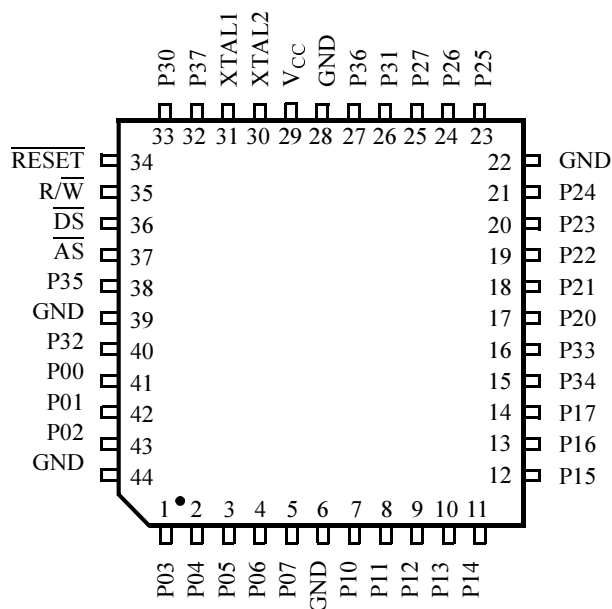 P30 P37 XTAL1 XTAL2 VCC GND P36 P31 P27 P26 P25
33 32 31 30 29 28 27 26 25 24 23
RESET 34 22 GND
R/W 35 21 P24
DS 36 20 P23
AS 37 19 P22
P35 38 18 P21
GND 39 17 P20
P32 40 16 P33
P00 41 15 P34
P01 42 14 P17
P02 43 13 P16
GND 44 12 P15
1 2 3 4 5 6 7 8 9 10 11
P03 P04 P05 P06 P07 GND P10 P11 P12 P13 P14